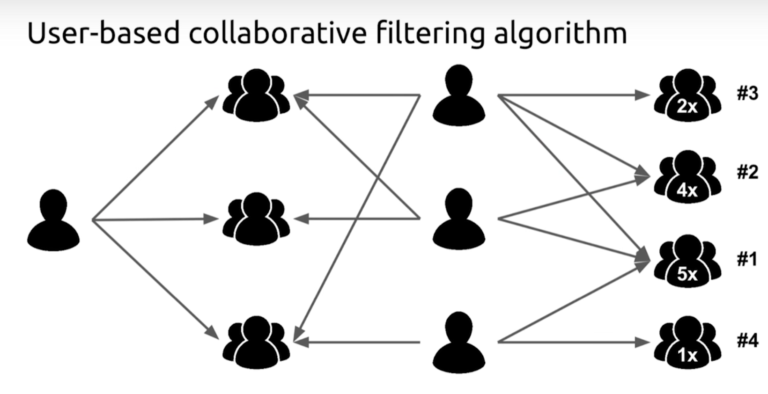 User-based collaborative filtering algorithm
2x #3
4x #2
5x #1
1x #4